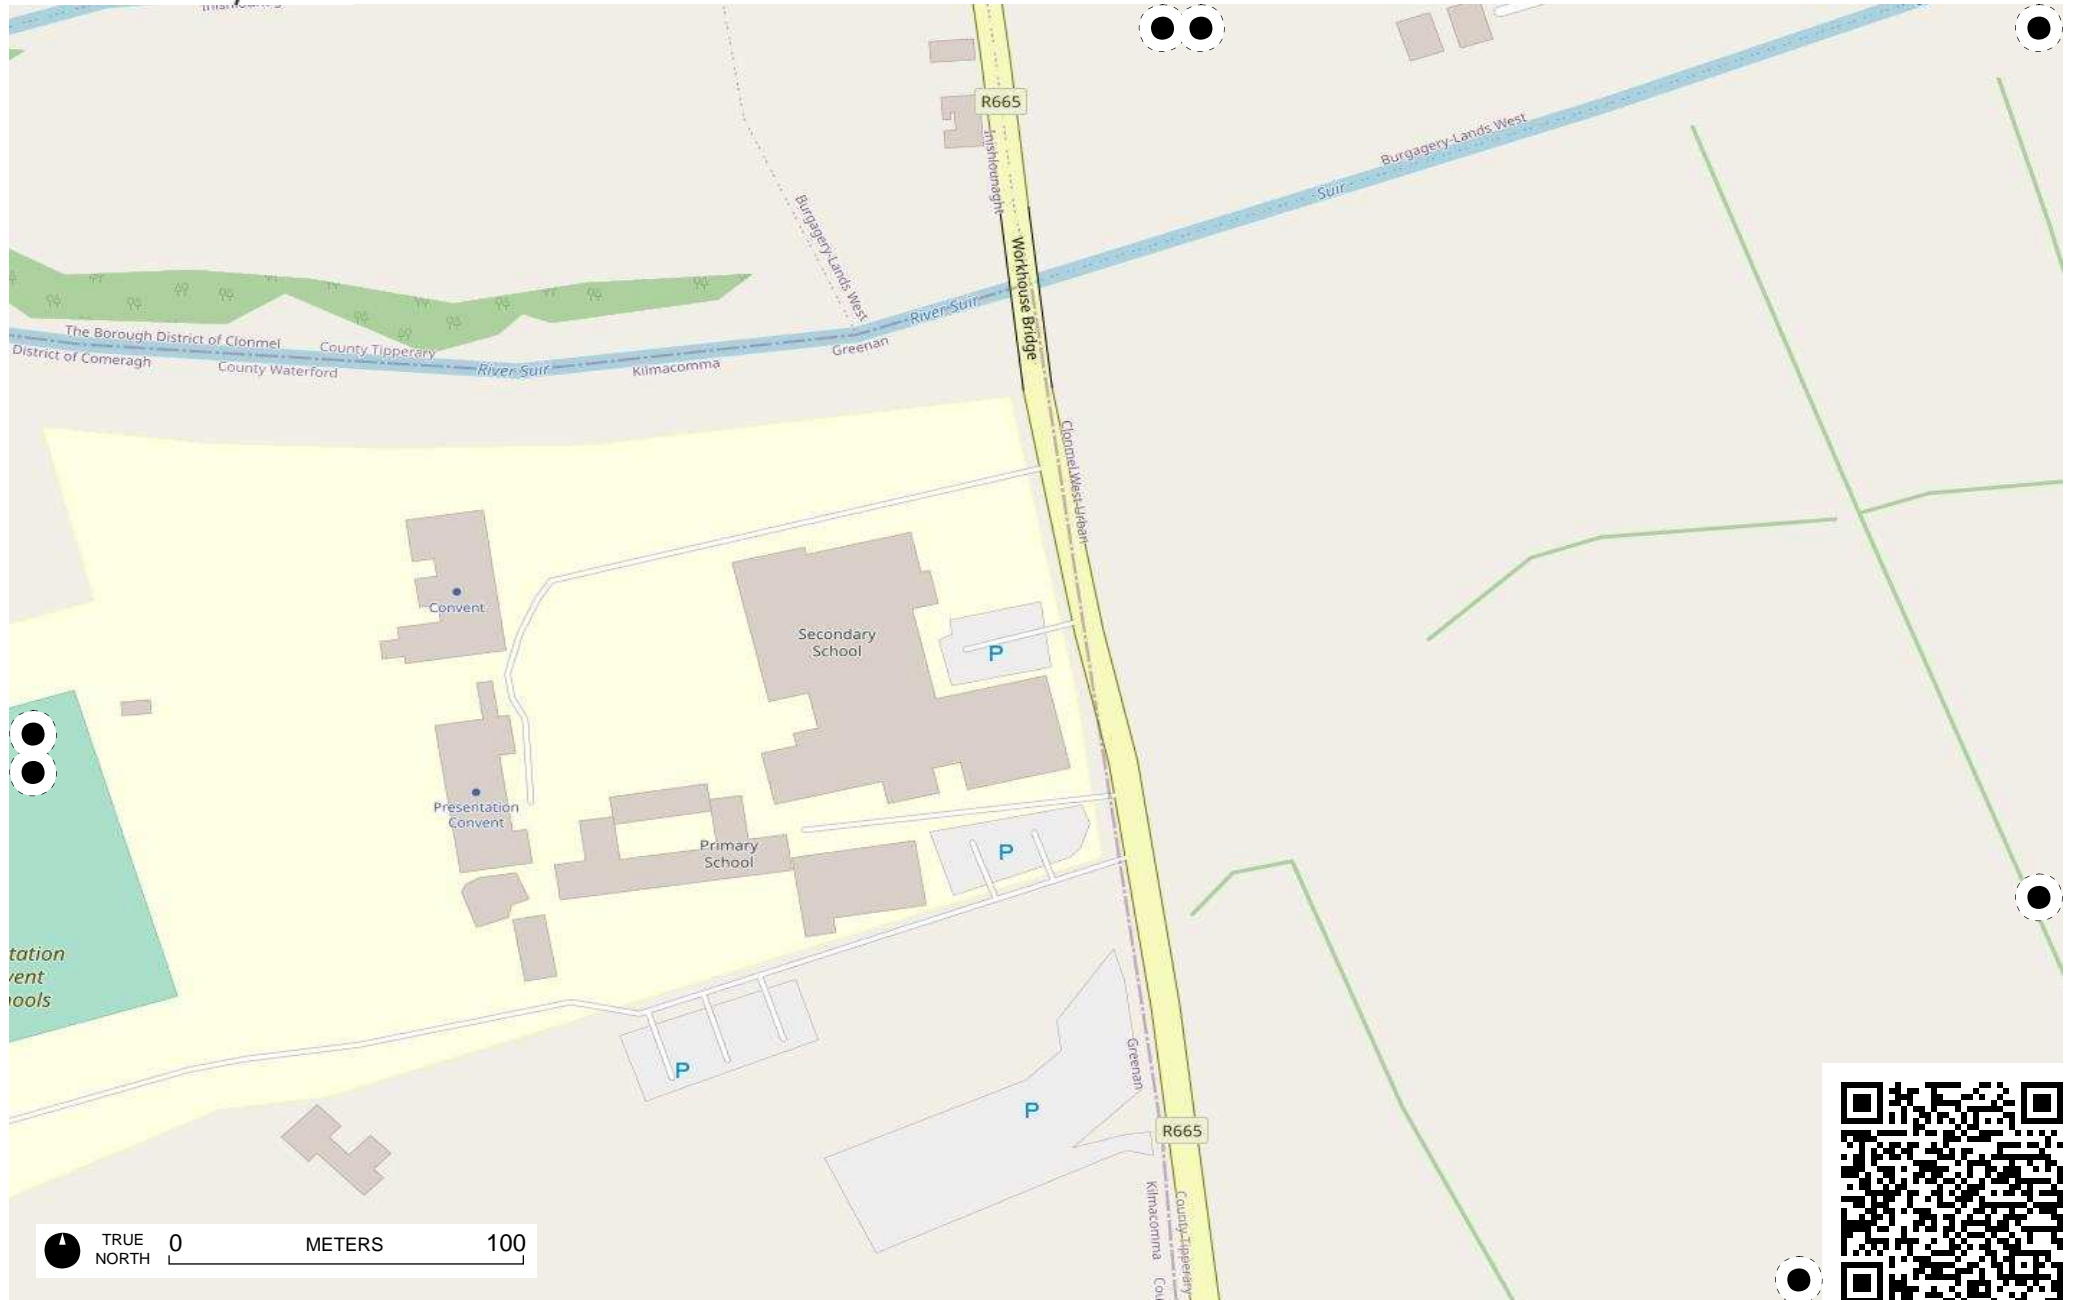 R665
Inishlounaght
Burgagery-Lands West
Suir
Burgagery-Lands West
Workhouse Bridge
River Suir
The Borough District of Clonmel
County Tipperary
District of Comeragh
County Waterford
River Suir
Kilmacomma
Greenan
Clonmel West Urban
Convent
Secondary
School
P
Presentation
Convent
Primary
School
P
tation
vent
ools
P
Greenan
P
R665
Kilmacomma
County Tipperary
Cou
TRUE
NORTH
0
METERS
100